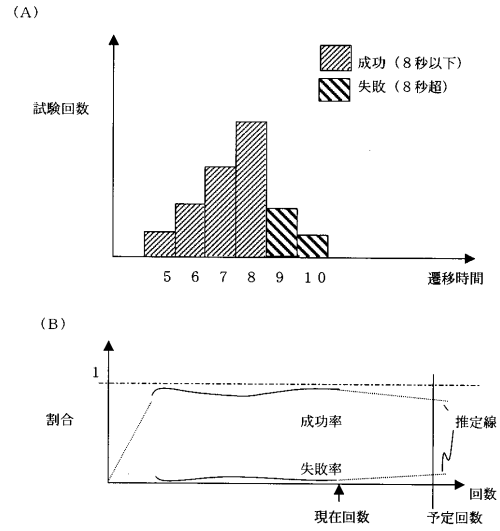 （A）
成功（８秒以下）
失敗（８秒超）
試験回数
５ ６ ７ ８ ９ １０
遷移時間
（B）
１
割合
成功率
推定線
失敗率
回数
現在回数
予定回数